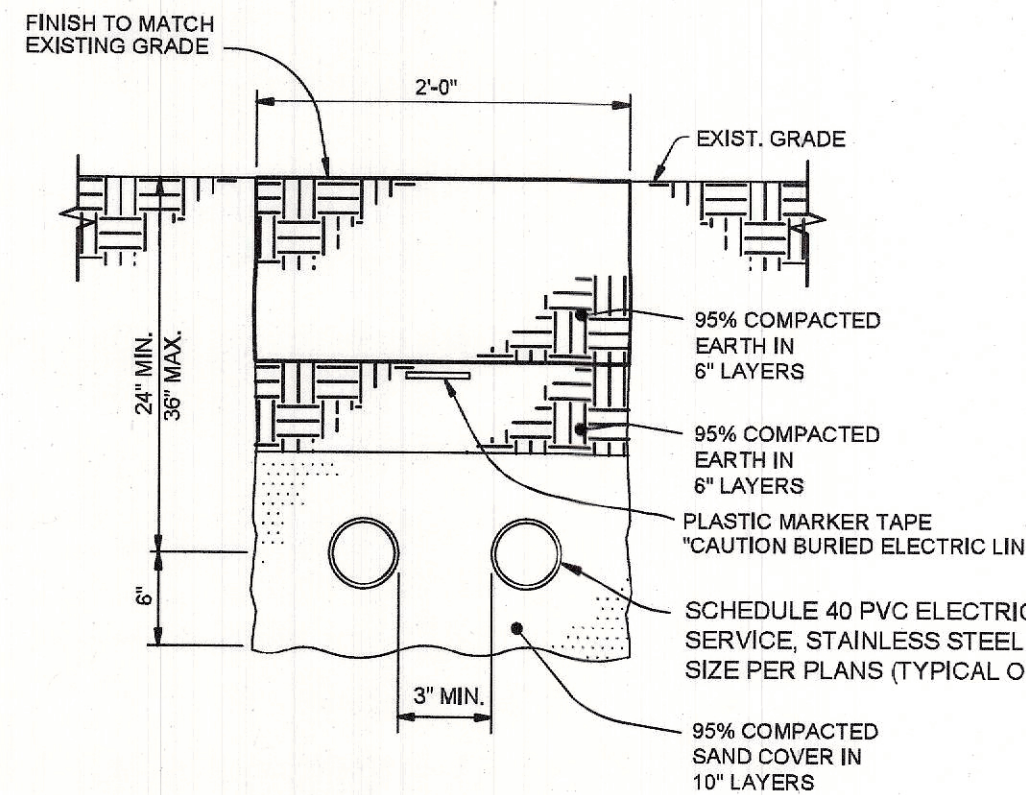 FINISH TO MATCH
EXISTING GRADE
2'-0"
EXIST. GRADE
24" MIN.
36" MAX.
95% COMPACTED
EARTH IN
6" LAYERS
95% COMPACTED
EARTH IN
6" LAYERS
PLASTIC MARKER TAPE
"CAUTION BURIED ELECTRIC LIN
6"
SCHEDULE 40 PVC ELECTRIC
SERVICE, STAINLESS STEEL
SIZE PER PLANS (TYPICAL O
3" MIN.
95% COMPACTED
SAND COVER IN
10" LAYERS